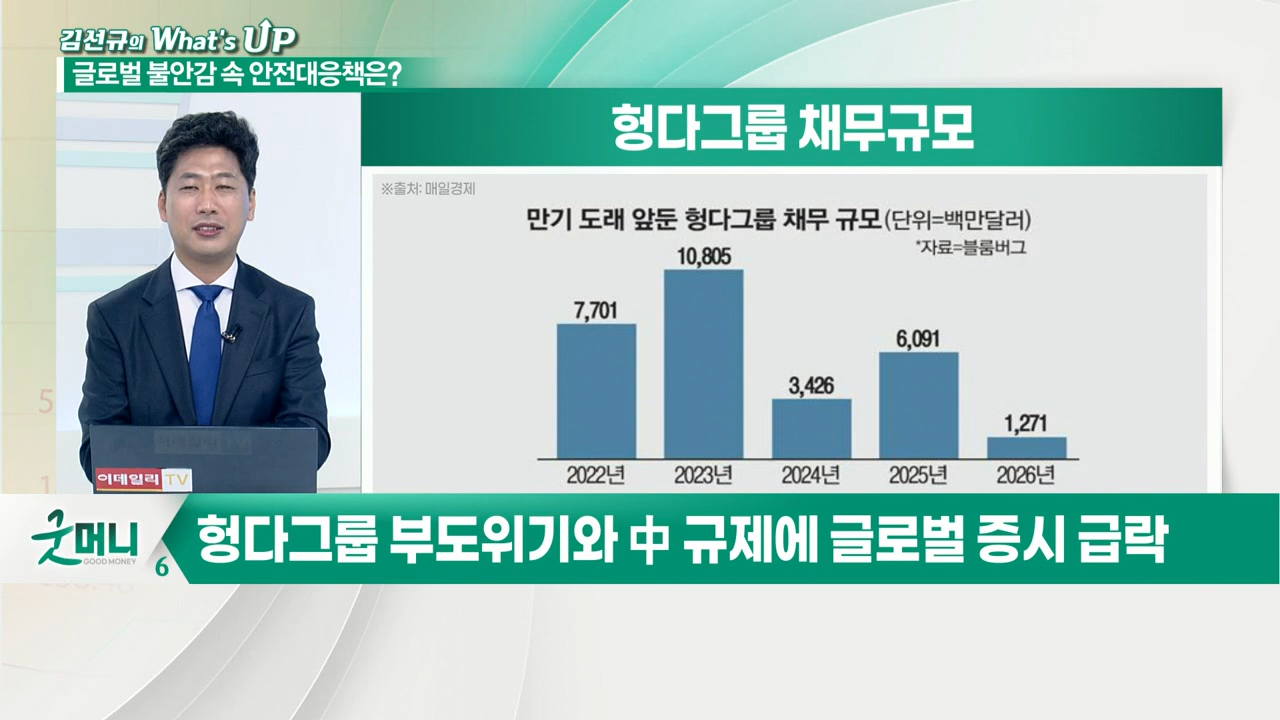 김선규의 What's UP
글로벌 불안감 속 안전대응책은?
헝다그룹 채무규모
※출처: 매일경제
만기 도래 앞둔 헝다그룹 채무 규모(단위=백만달러)
*자료=블룸버그
7,701
10,805
3,426
6,091
1,271
2022년
2023년
2024년
2025년
2026년
5
이데일리 TV
굿머니
GOOD MONEY
6
헝다그룹 부도위기와 中 규제에 글로벌 증시 급락